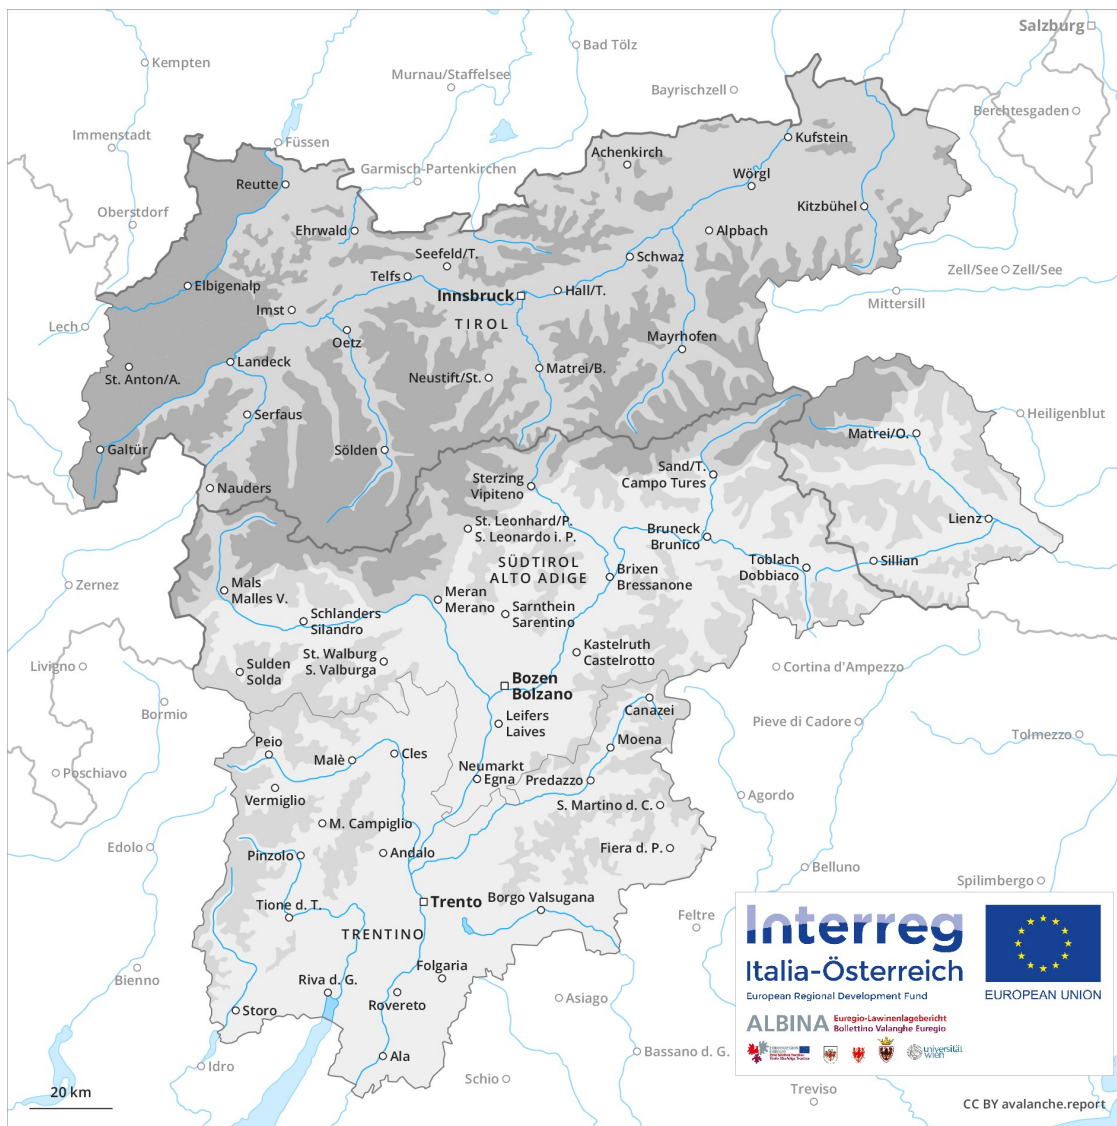 Salzburg
Bad Tölz
Kempten
Murnau/Staffelsee
Bayrischzell
Berchtesgaden
Immenstadt
Füssen
Kufstein
Achenkirch
Garmisch-Partenkirchen
Wörgl
Reutte
Oberstdorf
Kitzbühel
Ehrwald
Alpbach
Seefeld/T.
Schwaz
Telfs
Zell/See
Zell/See
Elbigenalp
Innsbruck
Hall/T.
Mittersill
Imst
TIROL
Lech
Oetz
Mayrhofen
Landeck
Matrei/B.
St. Anton/A.
Neustift/St.
Serfaus
Heiligenblut
Matrei/O.
Galtür
Sölden
Sand/T.
Campo Tures
Sterzing
Vipiteno
Nauders
St. Leonhard/P.
S. Leonardo i. P.
Lienz
Bruneck
Brunico
SÜDTIROL
ALTO ADIGE
Toblach
Dobbiaco
Sillian
Brixen
Bressanone
Zernez
Mals
Malles V.
Meran
Merano
Schlanders
Silandro
Sarnthein
Sarentino
St. Walburg
S. Valburga
Kastelruth
Castelrotto
Livigno
Sulden
Solda
Cortina d'Ampezzo
Bozen
Bolzano
Bormio
Canazei
Leifers
Laives
Pieve di Cadore
Tolmezzo
Peio
Moena
Malè
Cles
Poschiavo
Neumarkt
Egna
Predazzo
Vermiglio
S. Martino d. C.
Agordo
M. Campiglio
Edolo
Pinzolo
Andalo
Fiera d. P.
Belluno
Spilimbergo
Trento
Borgo Valsugana
Tione d. T.
Feltre
TRENTINO
Folgaria
Bienno
Riva d. G.
Rovereto
Asiago
Storo
Ala
Bassano d. G.
Idro
Schio
Treviso
20 km
Interreg
Italia-Österreich
European Regional Development Fund
EUROPEAN UNION
ALBINA
Euregio-Lawinenlagebericht
Bollettino Valanghe Euregio
universität
wien
CC BY avalanche.report